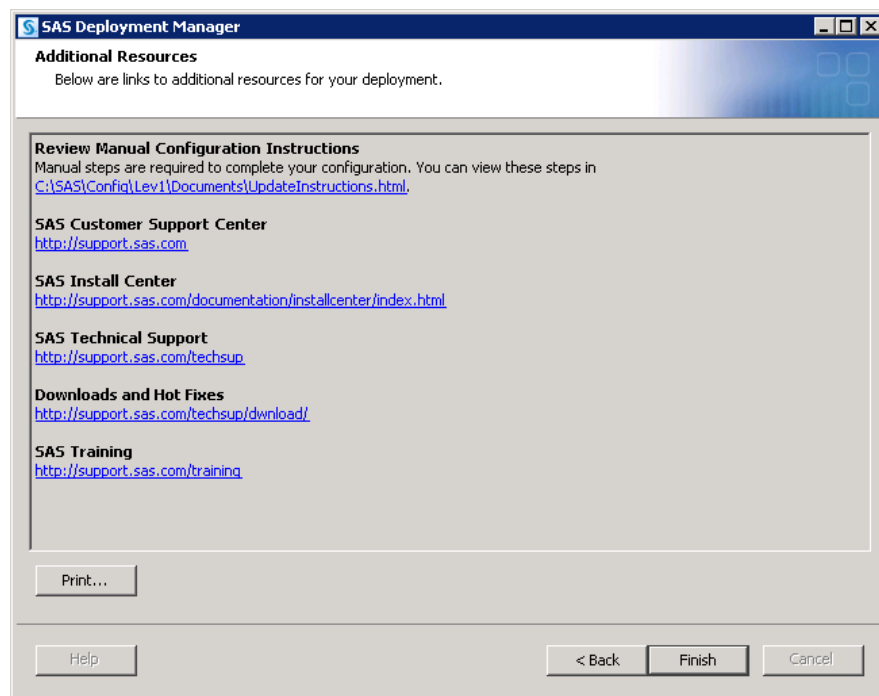 SAS Deployment Manager
Additional Resources
Below are links to additional resources for your deployment.
Review Manual Configuration Instructions
Manual steps are required to complete your configuration. You can view these steps in
C:\SAS\Config\Lev1\Documents\UpdateInstructions.html.
SAS Customer Support Center
http://support.sas.com
SAS Install Center
http://support.sas.com/documentation/installcenter/index.html
SAS Technical Support
http://support.sas.com/techsup
Downloads and Hot Fixes
http://support.sas.com/techsup/dwnload/
SAS Training
http://support.sas.com/training
Print...
Help
< Back
Finish
Cancel